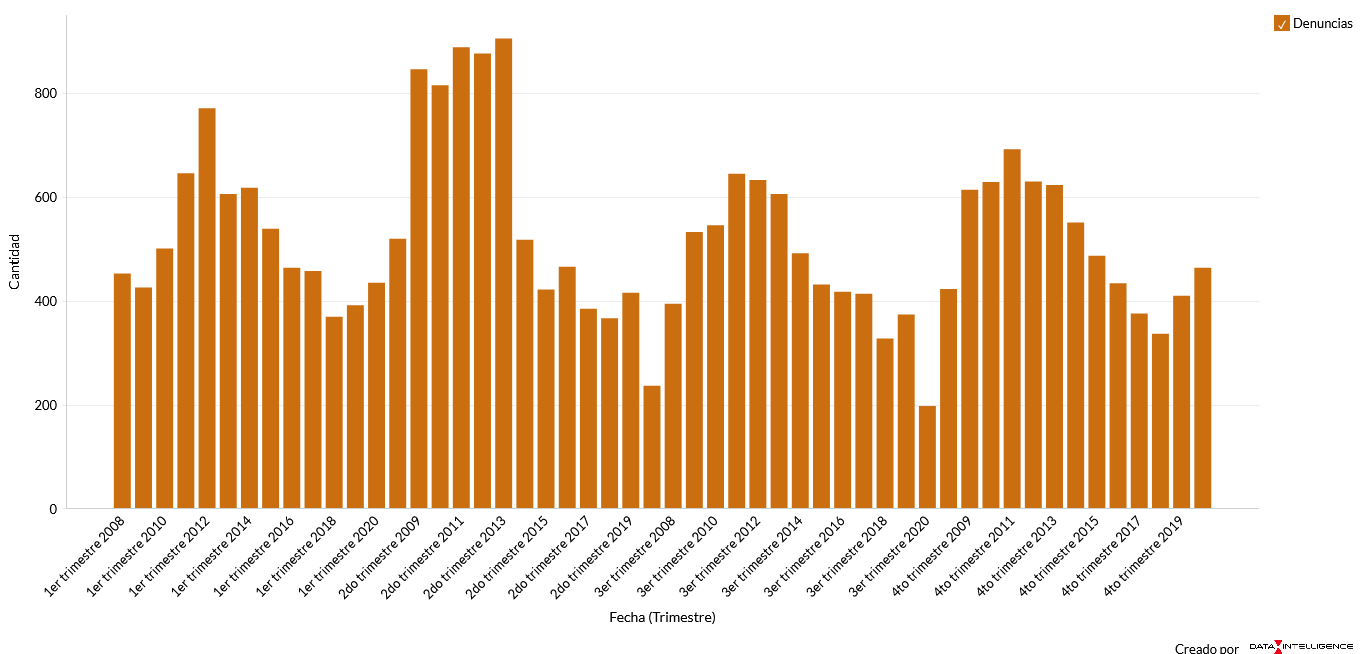 Denuncias
800
600
400
200
0
Cantidad
1er trimestre 2008
1er trimestre 2010
1er trimestre 2012
1er trimestre 2014
1er trimestre 2016
1er trimestre 2018
1er trimestre 2020
2do trimestre 2009
2do trimestre 2011
2do trimestre 2013
2do trimestre 2015
2do trimestre 2017
2do trimestre 2019
3er trimestre 2008
3er trimestre 2010
3er trimestre 2012
3er trimestre 2014
3er trimestre 2016
3er trimestre 2018
3er trimestre 2020
4to trimestre 2009
4to trimestre 2011
4to trimestre 2013
4to trimestre 2015
4to trimestre 2017
4to trimestre 2019
Fecha (Trimestre)
Creado por DATA INTELLIGENCE